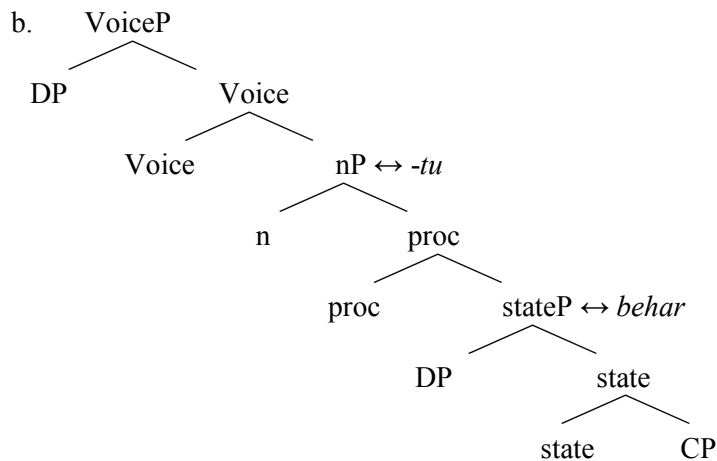 b. VoiceP
DP Voice
Voice nP ↔ -tu
n proc
proc stateP ↔ behar
DP state
state CP